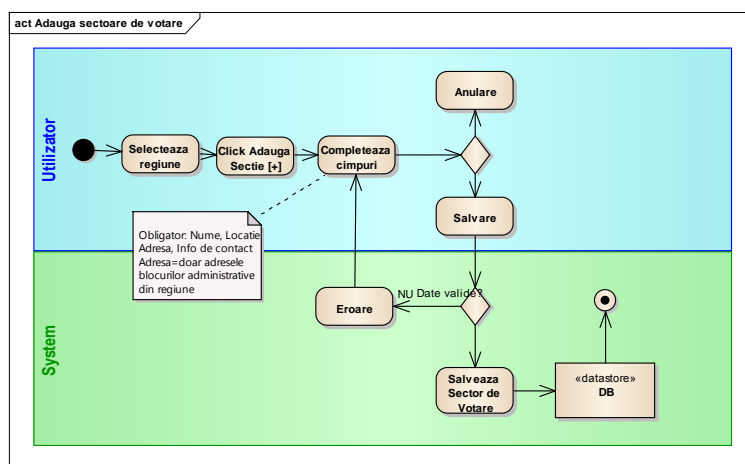 act Adauga sectoare de votare
Utilizator
Anulare
Selecteaza
regiune
Click Adauga
Sectie [+]
Completeaza
cimpuri
Salvare
Obligator: Nume, Locatie
Adresa, Info de contact
Adresa=doar adresele
blocurilor administrative
din regiune
System
Eroare
NU
Date valide?
Salveaza
Sector de
Votare
«datastore»
DB